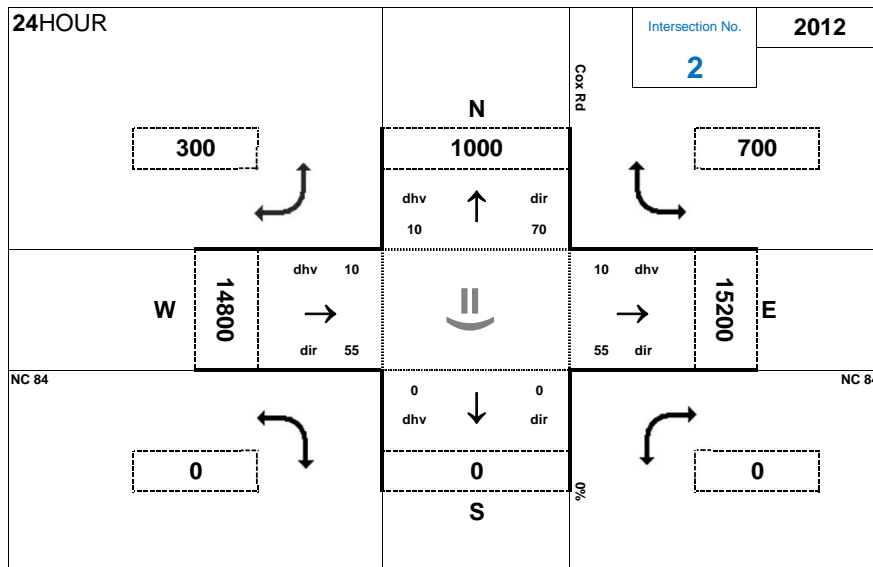 24HOUR
Intersection No.
2012
2
Cox Rd
N
300
1000
700
dhv
dir
10
70
dhv 10
10 dhv
W
14800
15200
E
dir 55
55 dir
NC 84
NC 84
0
0
dhv
dir
0
0
0
0%
S